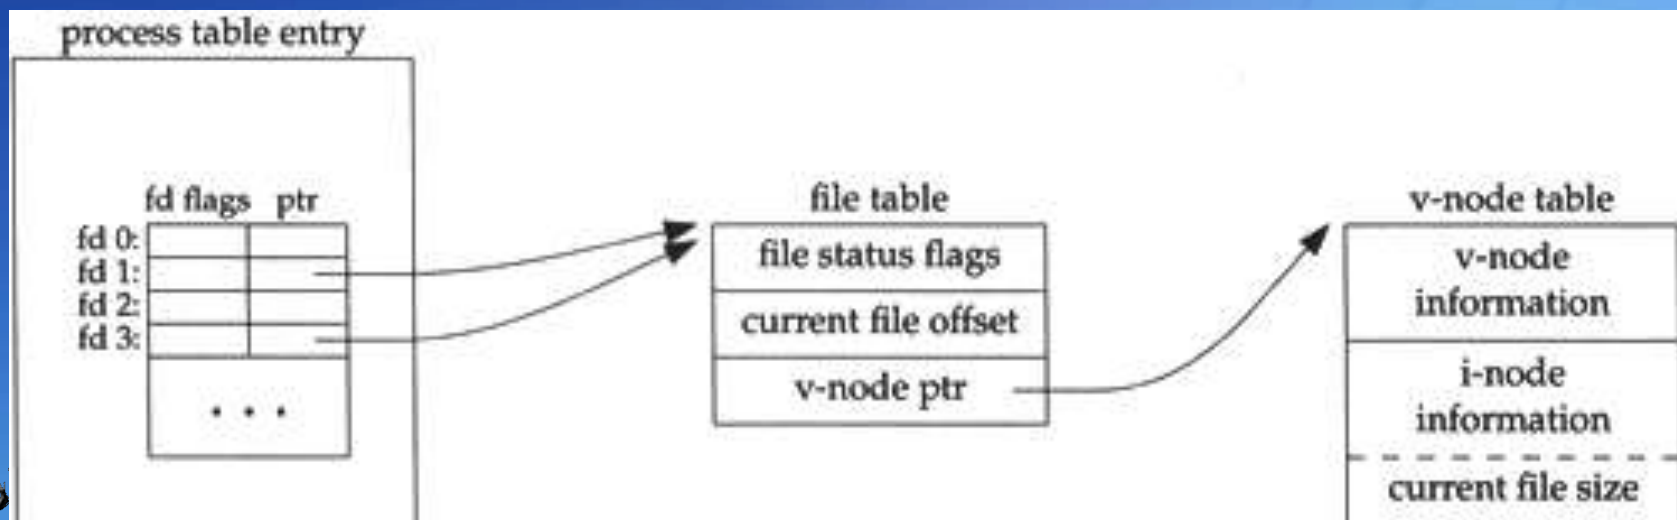 process table entry
fd flags ptr
fd 0:
fd 1:
fd 2:
fd 3:
. . .
file table
file status flags
current file offset
v-node ptr
v-node table
v-node
information
i-node
information
current file size